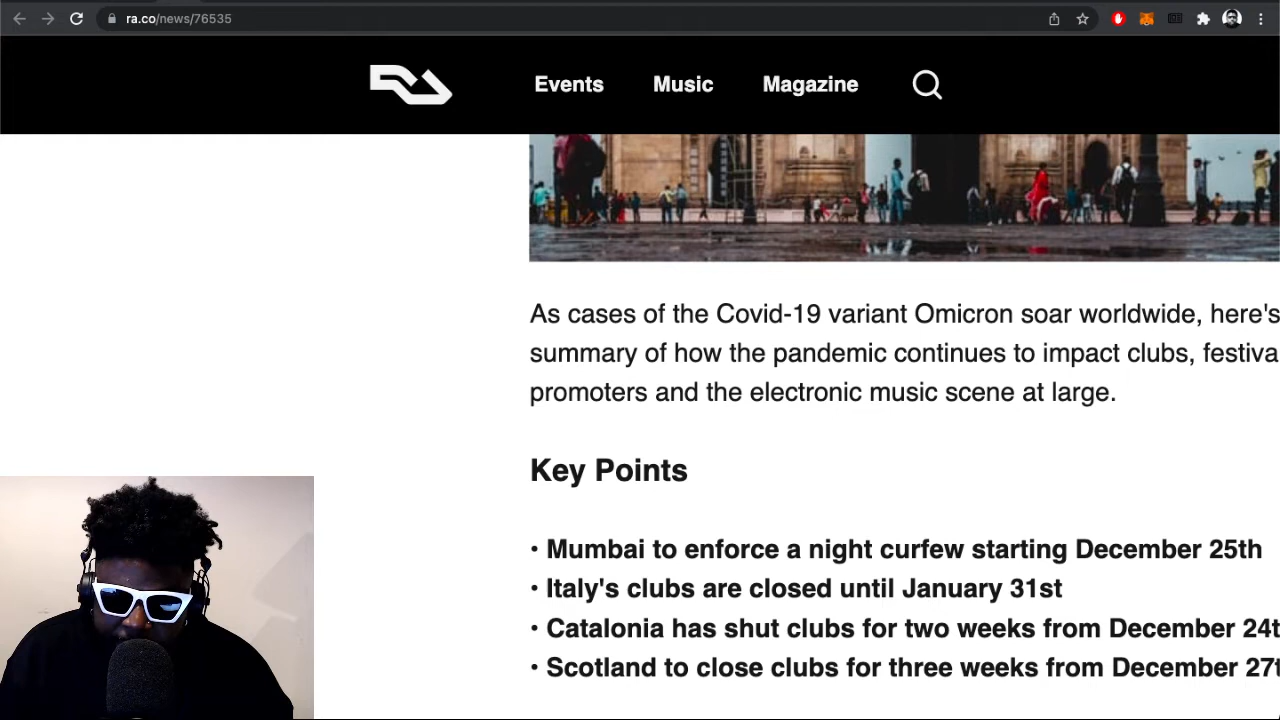 ra.co/news/76535
Events Music Magazine
As cases of the Covid-19 variant Omicron soar worldwide, here's
summary of how the pandemic continues to impact clubs, festiva
promoters and the electronic music scene at large.
Key Points
• Mumbai to enforce a night curfew starting December 25th
• Italy's clubs are closed until January 31st
• Catalonia has shut clubs for two weeks from December 24t
• Scotland to close clubs for three weeks from December 27t